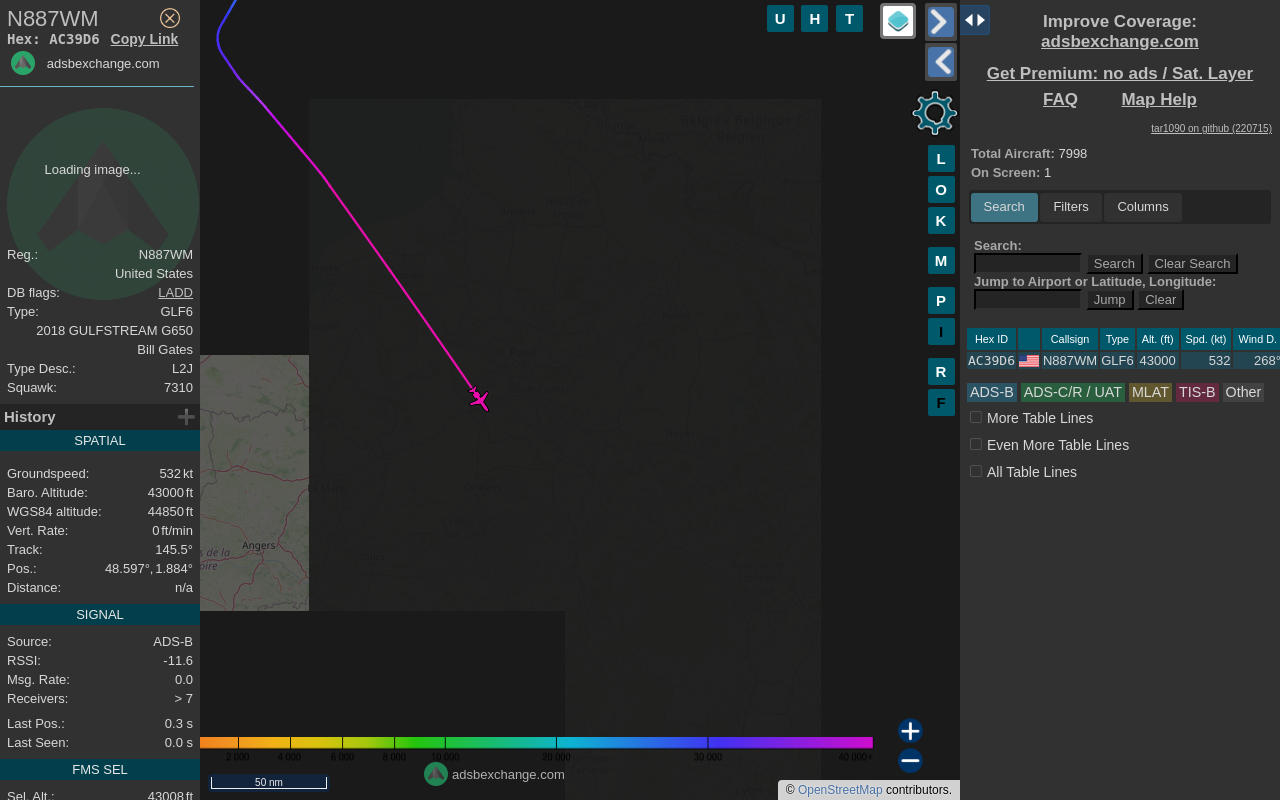 N887WM
Hex: AC39D6 Copy Link
adsbexchange.com
Loading image...
Reg.: N887WM
United States
DB flags: LADD
Type: GLF6
2018 GULFSTREAM G650
Bill Gates
Type Desc.: L2J
Squawk: 7310
History
SPATIAL
Groundspeed: 532 kt
Baro. Altitude: 43000 ft
WGS84 altitude: 44850 ft
Vert. Rate: 0 ft/min
Track: 145.5°
Pos.: 48.597°, 1.884°
Distance: n/a
SIGNAL
Source: ADS-B
RSSI: -11.6
Msg. Rate: 0.0
Receivers: > 7
Last Pos.: 0.3 s
Last Seen: 0.0 s
FMS SEL
Sel. Alt.: 43008 ft
U H T
L
O
K
M
P
I
R
F
Angers
2 000 4 000 6 000 8 000 10 000 20 000 30 000 40 000+
50 nm
adsbexchange.com
© OpenStreetMap contributors.
Improve Coverage:
adsbexchange.com
Get Premium: no ads / Sat. Layer
FAQ Map Help
tar1090 on github (220715)
Total Aircraft: 7998
On Screen: 1
Search Filters Columns
Search:
Search Clear Search
Jump to Airport or Latitude, Longitude:
Jump Clear
Hex ID Callsign Type Alt. (ft) Spd. (kt) Wind D.
AC39D6 N887WM GLF6 43000 532 268°
ADS-B ADS-C/R / UAT MLAT TIS-B Other
More Table Lines
Even More Table Lines
All Table Lines